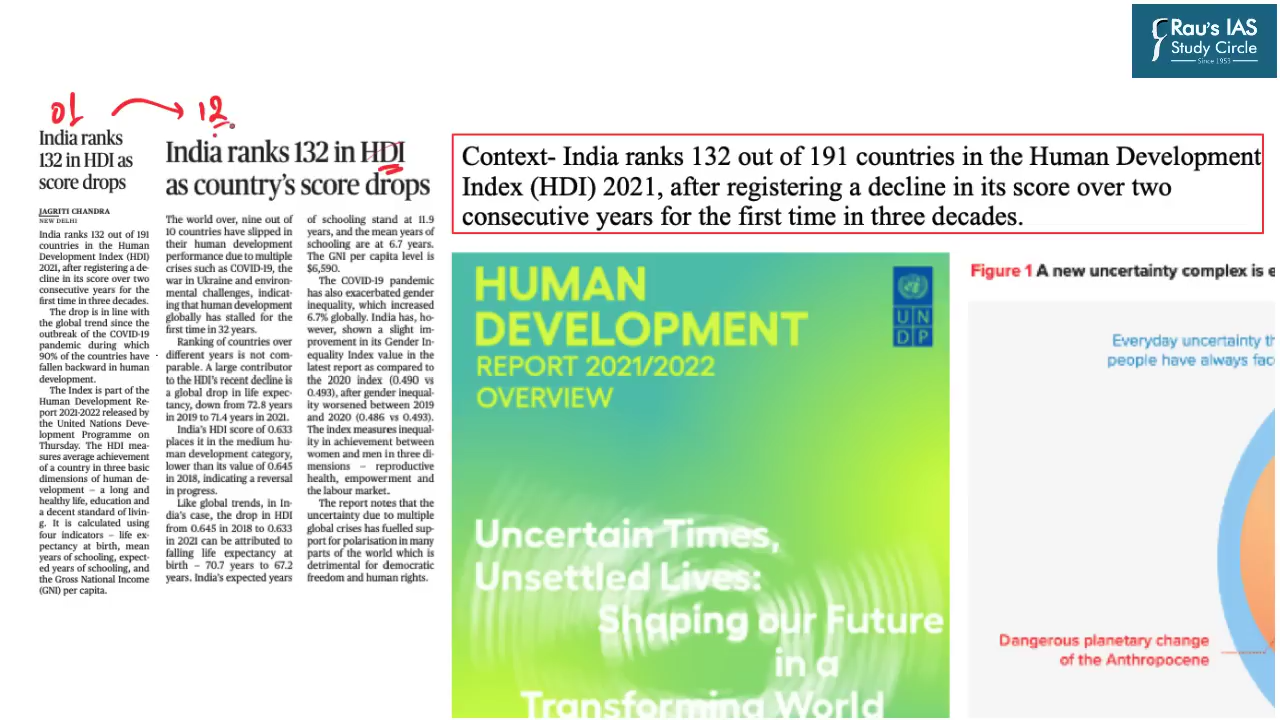 Rau's IAS
Study Circle
Since 1953
01
12
India ranks
132 in HDI as
score drops
JAGRITI CHANDRA
NEW DELHI
India ranks 132 out of 191
countries in the Human
Development Index (HDI)
2021, after registering a de-
cline in its score over two
consecutive years for the
first time in three decades.
The drop is in line with
the global trend since the
outbreak of the COVID-19
pandemic during which
90% of the countries have
fallen backward in human
development.
The Index is part of the
Human Development Re-
port 2021-2022 released by
the United Nations Deve-
lopment Programme on
Thursday. The HDI mea-
sures average achievement
of a country in three basic
dimensions of human de-
velopment – a long and
healthy life, education and
a decent standard of livin-
g. It is calculated using
four indicators – life ex-
pectancy at birth, mean
years of schooling, expect-
ed years of schooling, and
the Gross National Income
(GNI) per capita.
India ranks 132 in HDI
as country's score drops
The world over, nine out of
10 countries have slipped in
their human development
performance due to multiple
crises such as COVID-19, the
war in Ukraine and environ-
mental challenges, indicat-
ing that human development
globally has stalled for the
first time in 32 years.
Ranking of countries over
different years is not com-
parable. A large contributor
to the HDI's recent decline is
a global drop in life expec-
tancy, down from 72.8 years
in 2019 to 71.4 years in 2021.
India's HDI score of 0.633
places it in the medium hu-
man development category,
lower than its value of 0.645
in 2018, indicating a reversal
in progress.
Like global trends, in In-
dia's case, the drop in HDI
from 0.645 in 2018 to 0.633
in 2021 can be attributed to
falling life expectancy at
birth – 70.7 years to 67.2
years. India's expected years
of schooling stand at 11.9
years, and the mean years of
schooling are at 6.7 years.
The GNI per capita level is
$6,590.
The COVID-19 pandemic
has also exacerbated gender
inequality, which increased
6.7% globally. India has, ho-
wever, shown a slight im-
provement in its Gender In-
equality Index value in the
latest report as compared to
the 2020 index (0.490 vs
0.493), after gender inequal-
ity worsened between 2019
and 2020 (0.486 vs 0.493).
The index measures inequal-
ity in achievement between
women and men in three di-
mensions – reproductive
health, empowerment and
the labour market.
The report notes that the
uncertainty due to multiple
global crises has fuelled sup-
port for polarisation in many
parts of the world which is
detrimental for democratic
freedom and human rights.
Context- India ranks 132 out of 191 countries in the Human Development
Index (HDI) 2021, after registering a decline in its score over two
consecutive years for the first time in three decades.
HUMAN
DEVELOPMENT
REPORT 2021/2022
OVERVIEW
U N
D P
Uncertain Times,
Unsettled Lives:
Shaping our Future
in a
Transforming World
Figure 1 A new uncertainty complex is e
Everyday uncertainty th
people have always fac
Dangerous planetary change
of the Anthropocene